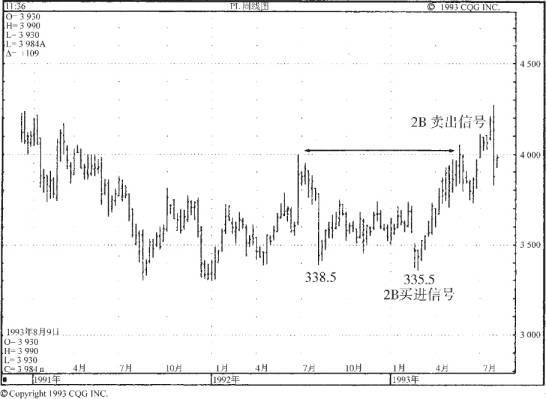 11:36 PL周线图 © 1993 CQG INC.
O= 3 930
H= 3 990
L= 3 930
L= 3 984A
Δ= +109
4 500
2B 卖出信号
4 000
3 500
338.5 335.5
2B买进信号
3 000
1993年8月9日
O= 3 930
H= 3 990
L= 3 930
C= 3 984
4月 7月 10月 1月 4月 7月 10月 1月 4月 7月
1991年 1992年 1993年
© Copyright 1993 CQG INC.